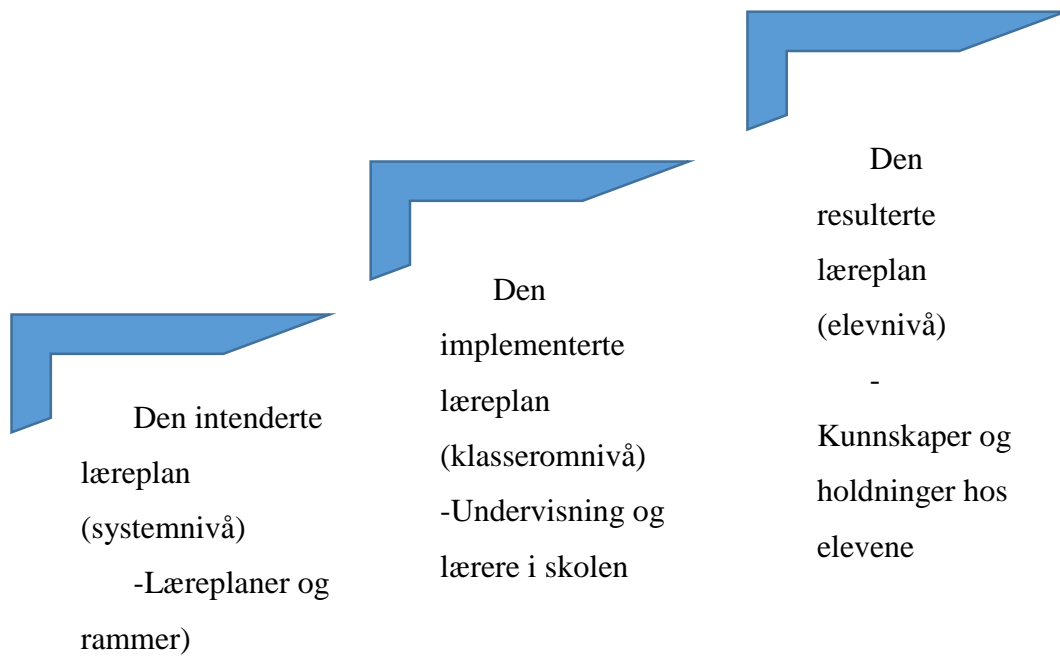 Den intenderte
læreplan
(systemnivå)
-Læreplaner og
rammer)
Den
implementerte
læreplan
(klasseromnivå)
-Undervisning og
lærere i skolen
Den
resulterte
læreplan
(elevnivå)
-
Kunnskaper og
holdninger hos
elevene